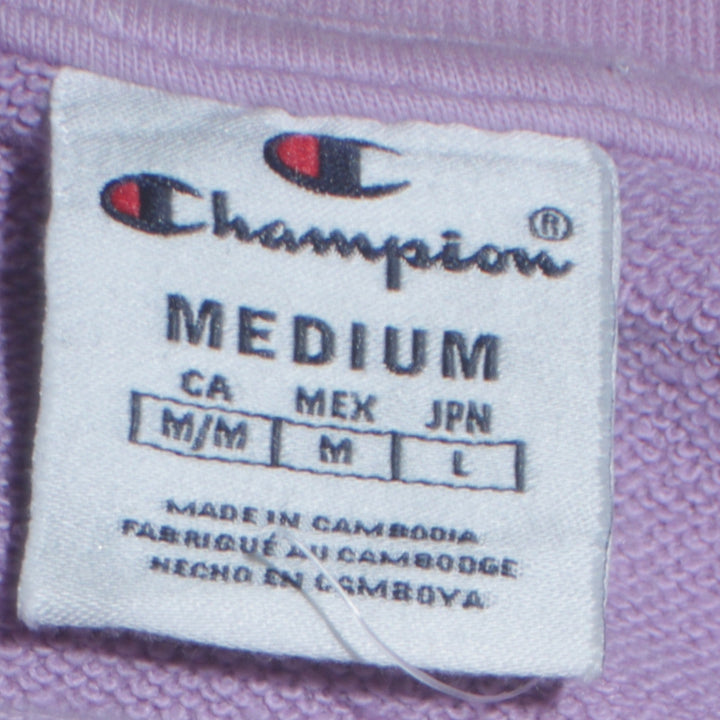 Champion®
MEDIUM
CA MEX JPN
M/M M L
MADE IN CAMBODIA
FABRIQUÉ AU CAMBODGE
HECHO EN CAMBOYA